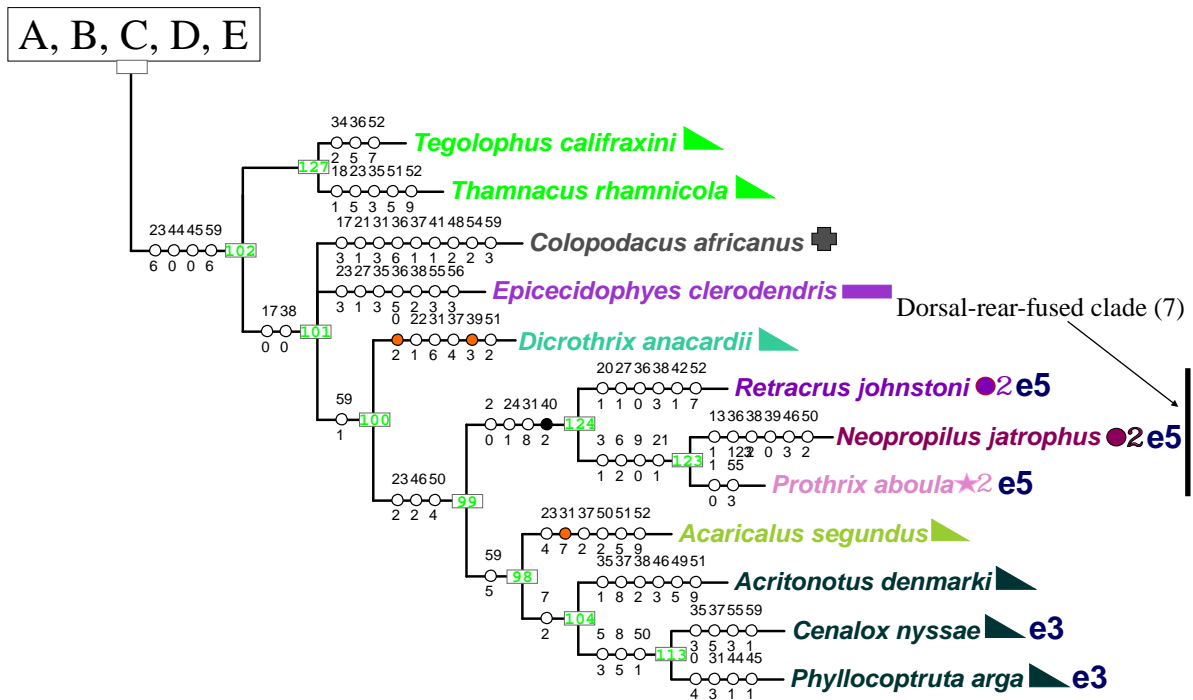 A, B, C, D, E
34 36 52
2 5 7
Tegolophus califraxini
127
18 23 35 51 52
1 5 3 5 9
Thamnacus rhamnicola
23 44 45 59
6 0 0 6
102
17 21 31 36 37 41 48 54 59
3 1 3 6 1 1 2 2 3
Colopodacus africanus
23 27 35 36 38 55 56
3 1 3 5 2 3 3
Epicecidophyes clerodendris
Dorsal-rear-fused clade (7)
17 38
0 0
101
0 22 31 37 39 51
2 1 6 4 3 2
Dicrothrix anacardii
59
1
100
20 27 36 38 42 52
1 1 0 3 1 7
Retracrus johnstoni 2 e5
2 24 31 40
0 1 8 2
124
13 36 38 39 46 50
1 123 2 0 3 2
Neopropilus jatrophus 2 e5
3 6 9 21
1 2 0 1
123
1 55
0 3
Prothrix aboula 2 e5
23 46 50
2 2 4
99
23 31 37 50 51 52
4 7 2 2 5 9
Acaricalus segundus
59
5
98
35 37 38 46 49 51
1 8 2 3 5 9
Acritonotus denmarki
7
2
104
35 37 55 59
3 5 3 1
Cenalox nyssae e3
5 8 50
3 5 1
113
0 31 44 45
4 3 1 1
Phyllocoptruta arga e3